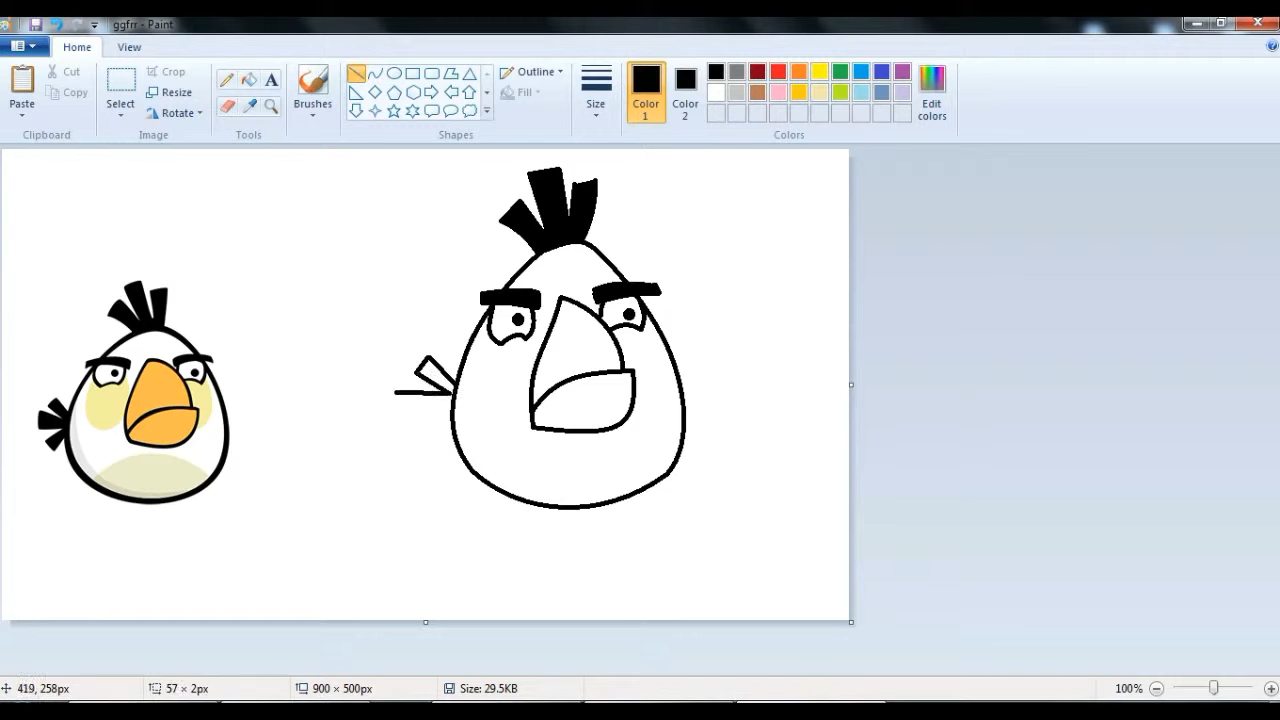 ggfrr - Paint
Home View
Paste
Cut
Copy
Clipboard
Select
Crop
Resize
Rotate
Image
A
Tools
Brushes
Outline
Fill
Shapes
Size
Color
1
Color
2
Edit
colors
Colors
419, 258px 57 × 2px 900 × 500px Size: 29.5KB 100%